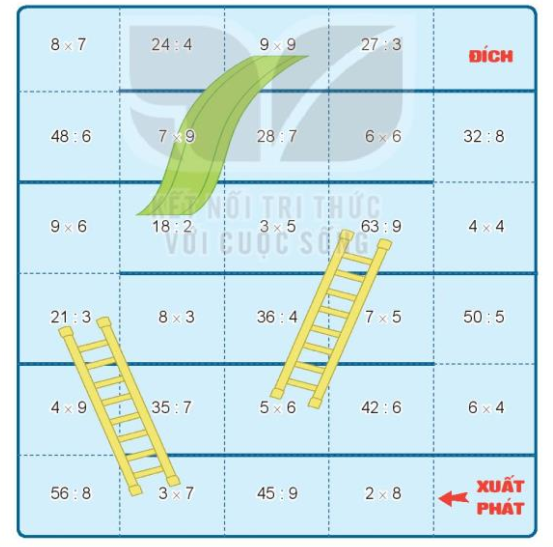 8 × 7 24 : 4 9 × 9 27 : 3 ĐÍCH
48 : 6 7 × 9 28 : 7 6 × 6 32 : 8
KẾT NỐI TRI THỨC
9 × 6 18 : 2 3 × 5 63 : 9 4 × 4
VỚI CUỘC SỐNG
21 : 3 8 × 3 36 : 4 7 × 5 50 : 5
4 × 9 35 : 7 5 × 6 42 : 6 6 × 4
56 : 8 3 × 7 45 : 9 2 × 8 XUẤT
PHÁT